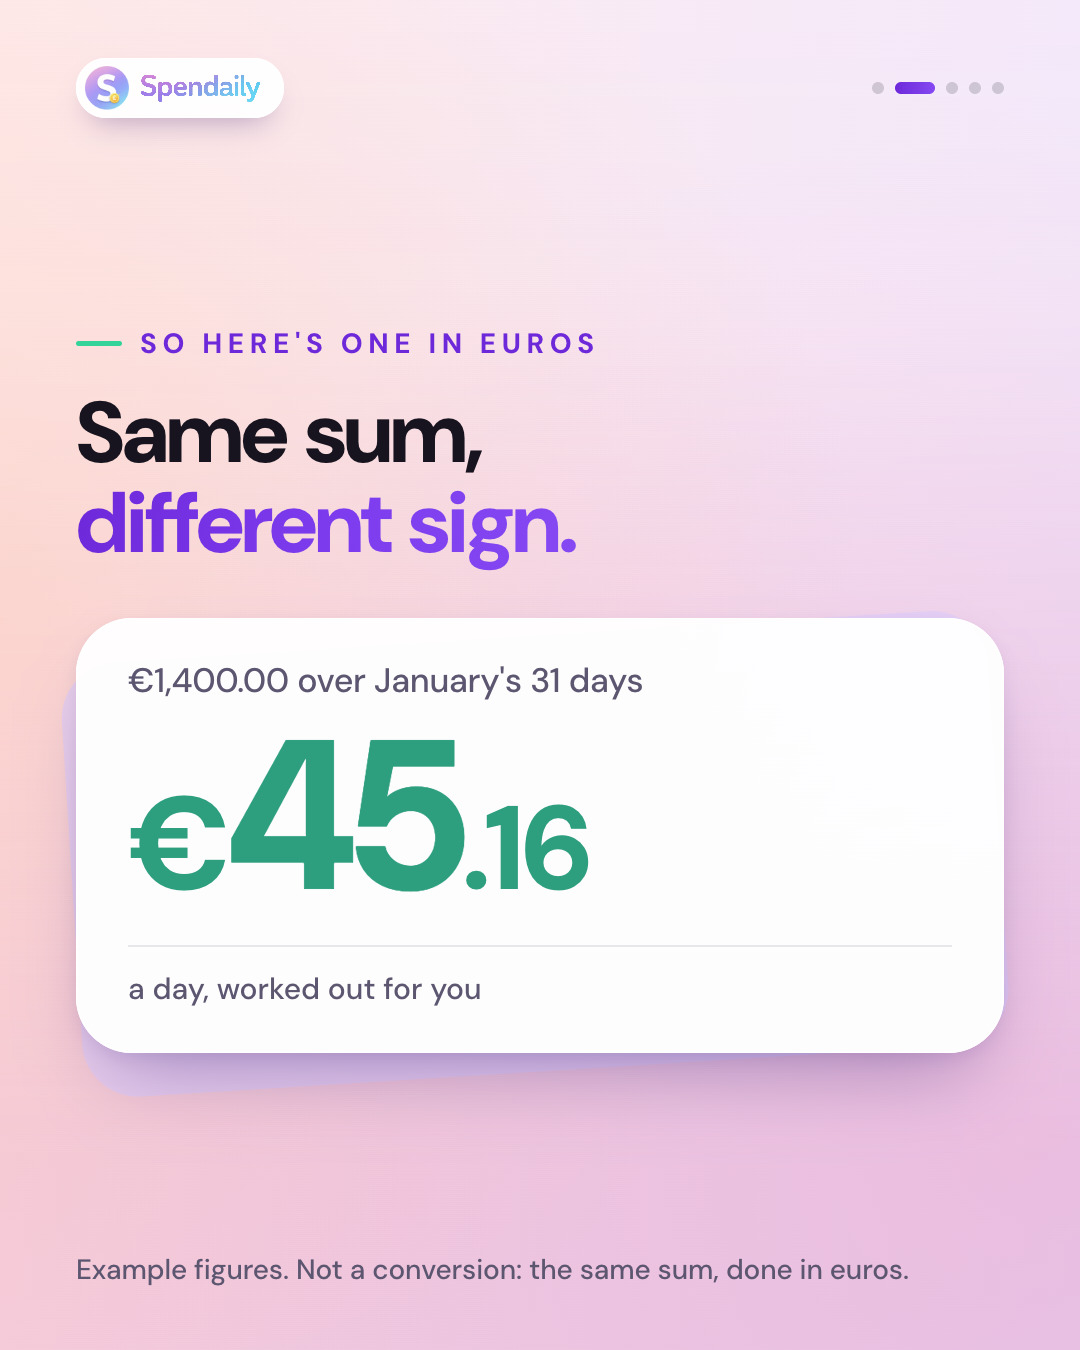 Spendaily
SO HERE'S ONE IN EUROS
Same sum,
different sign.
€1,400.00 over January's 31 days
€45.16
a day, worked out for you
Example figures. Not a conversion: the same sum, done in euros.